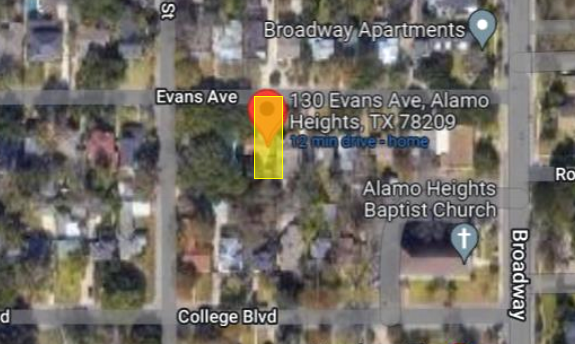 St
Broadway Apartments
Evans Ave
130 Evans Ave, Alamo
Heights, TX 78209
12 min drive - home
Ro
Alamo Heights
Baptist Church
Broadway
d
College Blvd